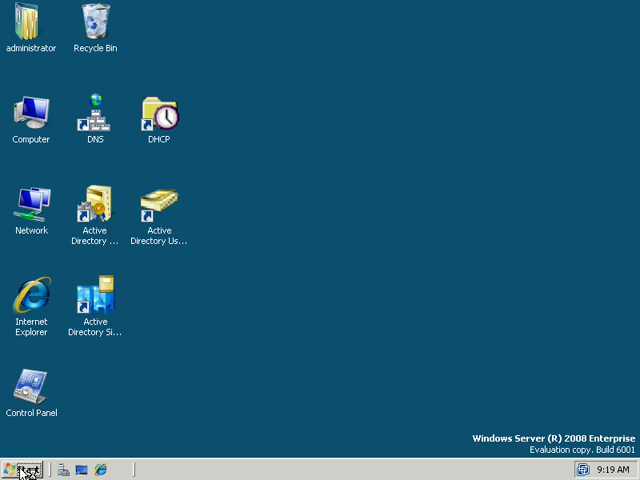 administrator
Recycle Bin
Computer
DNS
DHCP
Network
Active
Directory ...
Active
Directory Us...
Internet
Explorer
Active
Directory Si...
Control Panel
Windows Server (R) 2008 Enterprise
Evaluation copy. Build 6001
9:19 AM